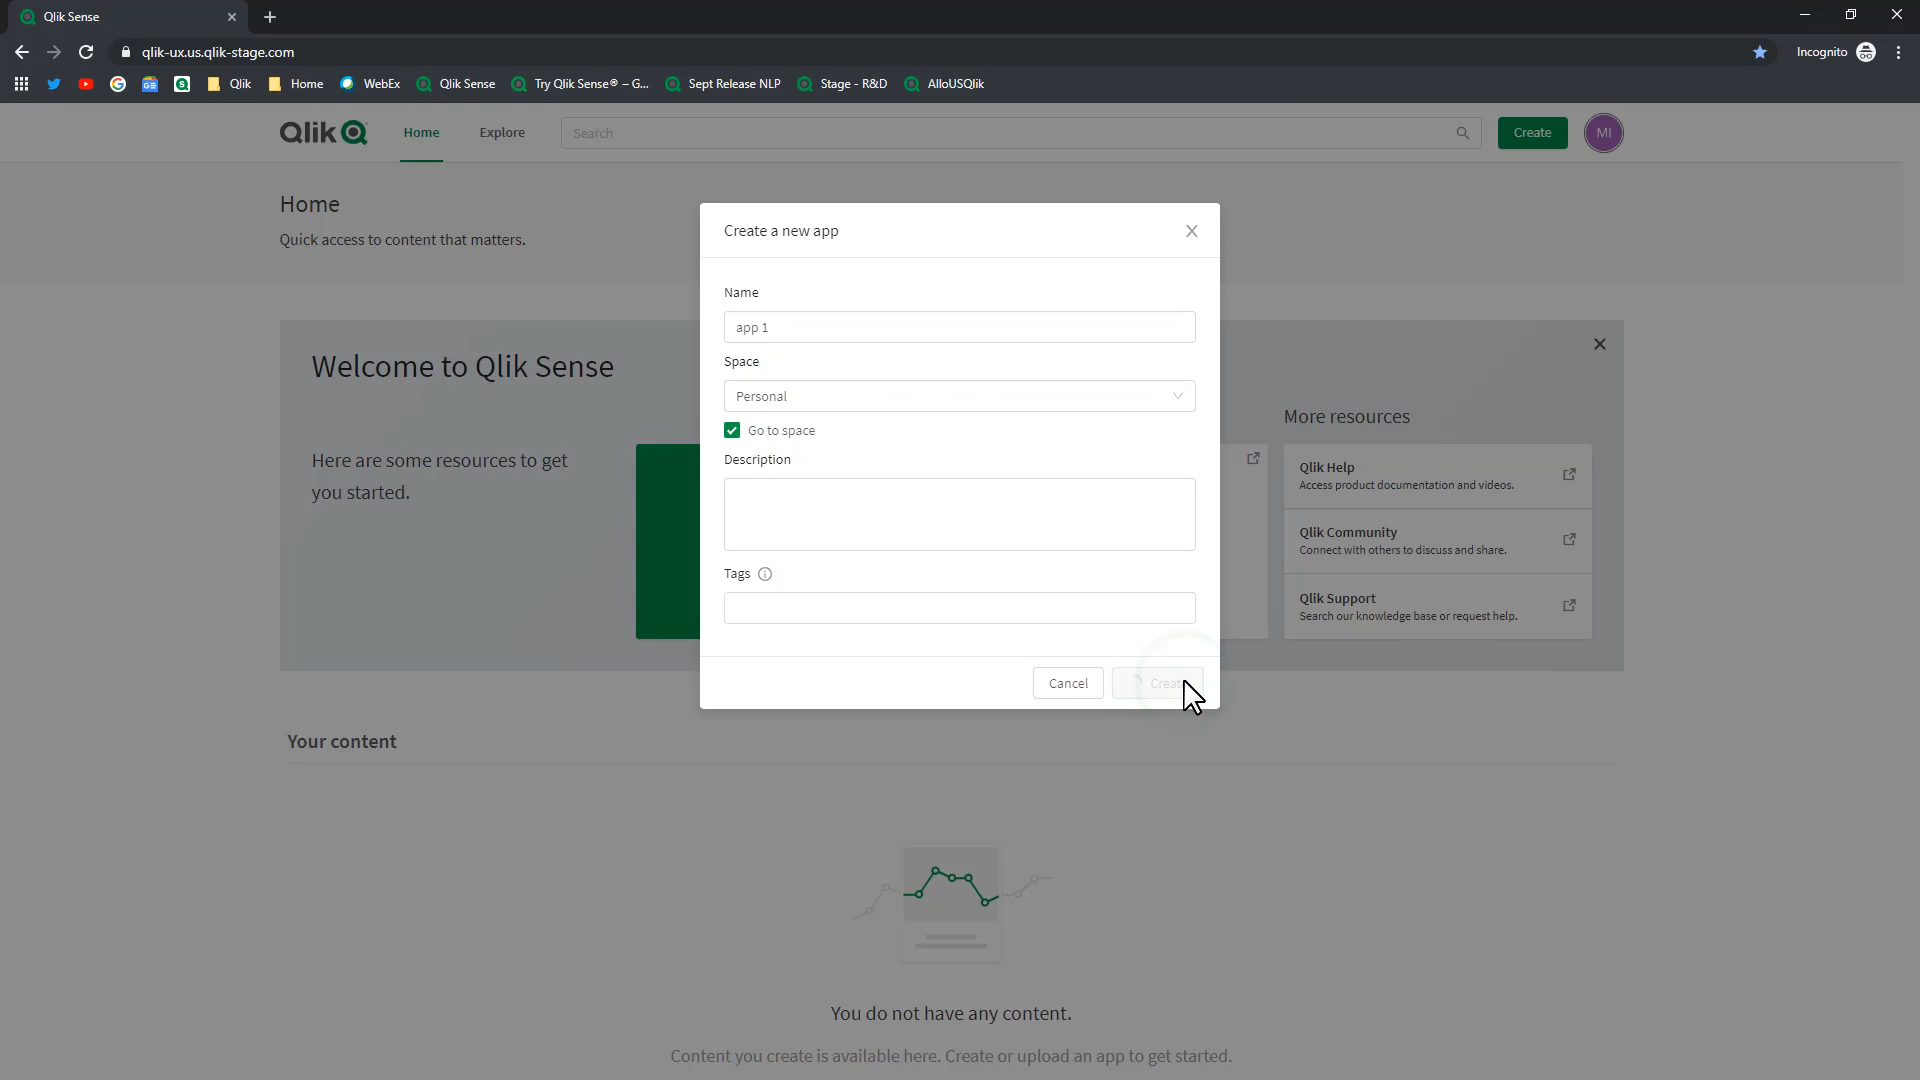 Qlik Sense
qlik-ux.us.qlik-stage.com
Incognito
Qlik
Home
WebEx
Qlik Sense
Try Qlik Sense® – G...
Sept Release NLP
Stage - R&D
AlloUSQlik
Qlik
Home
Explore
Search
Create
MI
Home
Quick access to content that matters.
Create a new app
Name
app 1
Space
Personal
Go to space
Description
Tags
Cancel
Welcome to Qlik Sense
Here are some resources to get
you started.
More resources
Qlik Help
Access product documentation and videos.
Qlik Community
Connect with others to discuss and share.
Qlik Support
Search our knowledge base or request help.
Your content
You do not have any content.
Content you create is available here. Create or upload an app to get started.